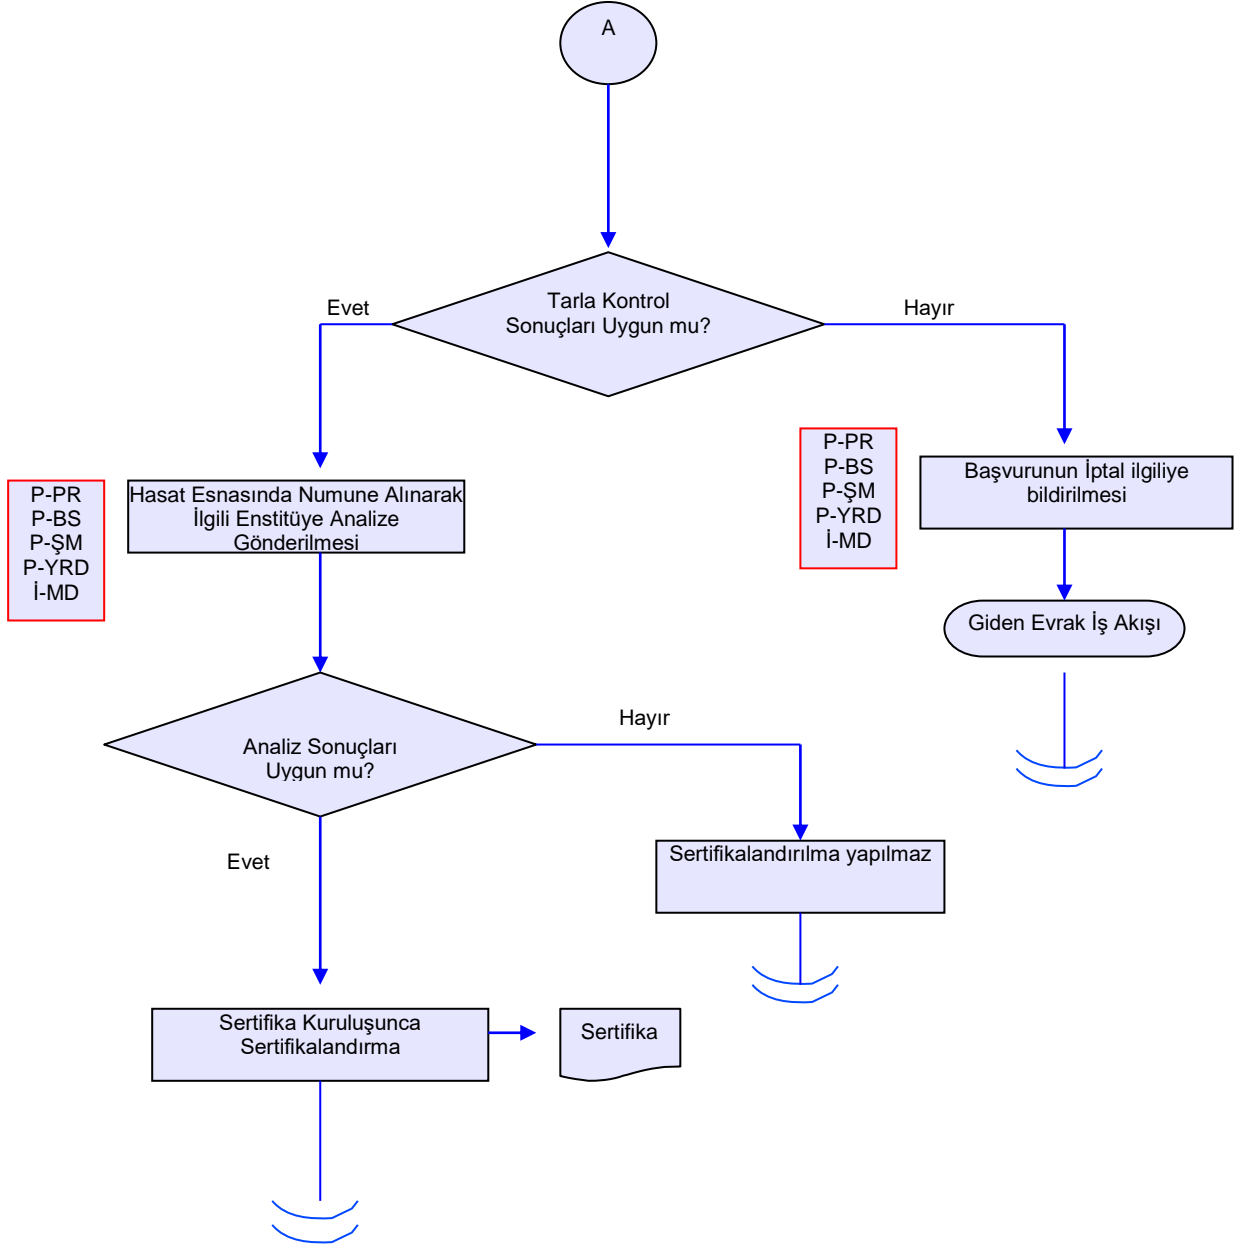 A
Tarla Kontrol
Sonuçları Uygun mu?
Evet
Hayır
P-PR
P-BS
P-ŞM
P-YRD
İ-MD
Başvurunun İptal ilgiliye
bildirilmesi
P-PR
P-BS
P-ŞM
P-YRD
İ-MD
Hasat Esnasında Numune Alınarak
İlgili Enstitüye Analize
Gönderilmesi
Giden Evrak İş Akışı
Analiz Sonuçları
Uygun mu?
Hayır
Evet
Sertifikalandırılma yapılmaz
Sertifika Kuruluşunca
Sertifikalandırma
Sertifika